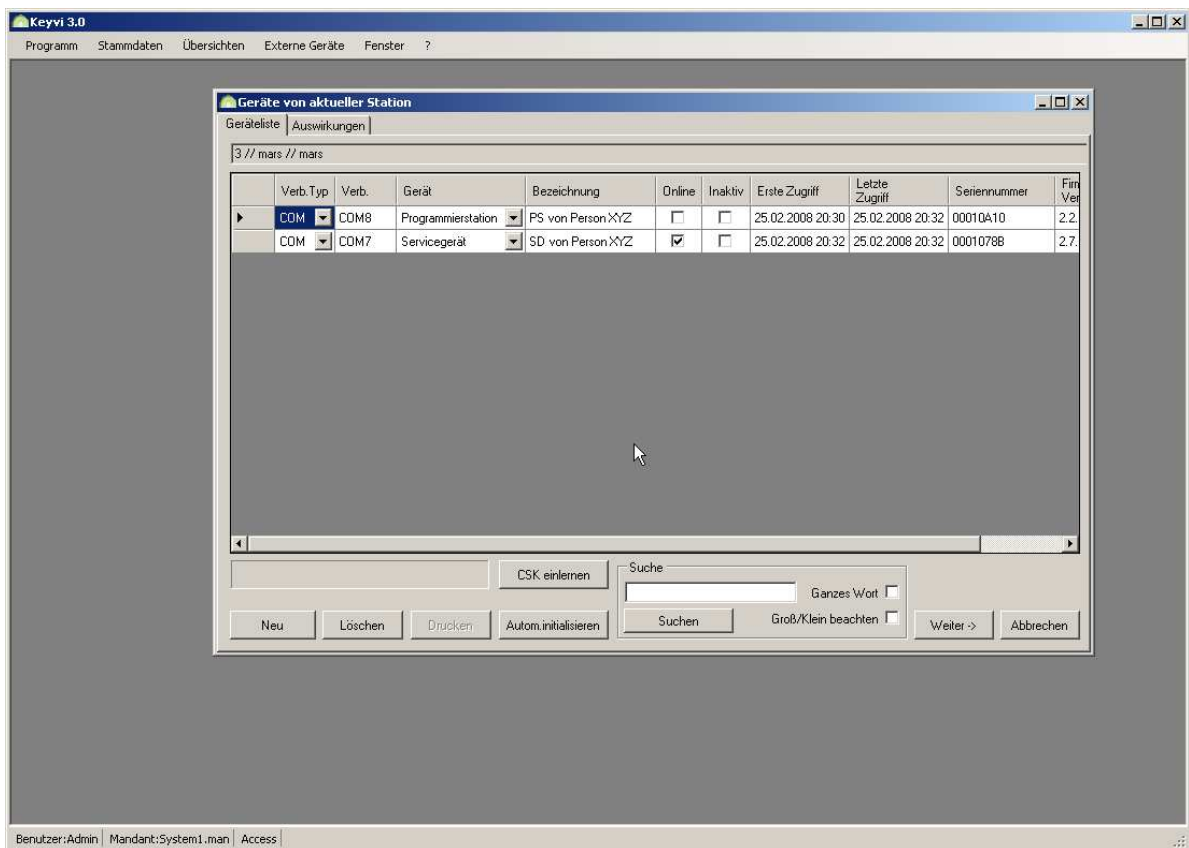 Keyvi 3.0
Programm Stammdaten Übersichten Externe Geräte Fenster ?
Geräte von aktueller Station
Geräteliste Auswirkungen
3 // mars // mars
Verb.Typ Verb. Gerät Bezeichnung Online Inaktiv Erste Zugriff Letzte Zugriff Seriennummer Firm Ver
COM COM8 Programmierstation PS von Person XYZ 25.02.2008 20:30 25.02.2008 20:32 00010A10 2.2.
COM COM7 Servicegerät SD von Person XYZ 25.02.2008 20:32 25.02.2008 20:32 0001078B 2.7.
CSK einlernen Suche
Ganzes Wort
Neu Löschen Drucken Autom.initialisieren Suchen Groß/Klein beachten Weiter -> Abbrechen
Benutzer:Admin Mandant:System1.man Access